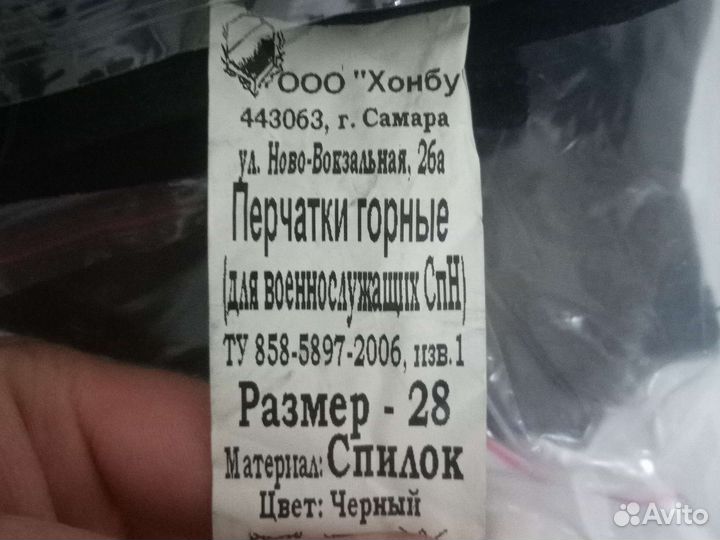 ООО "Хонбу
443063, г. Самара
ул. Ново-Вокзальная, 26а
Перчатки горные
(для военнослужащих СпН)
ТУ 858-5897-2006, изв.1
Размер - 28
Материал: Спилок
Цвет: Черный
Avito